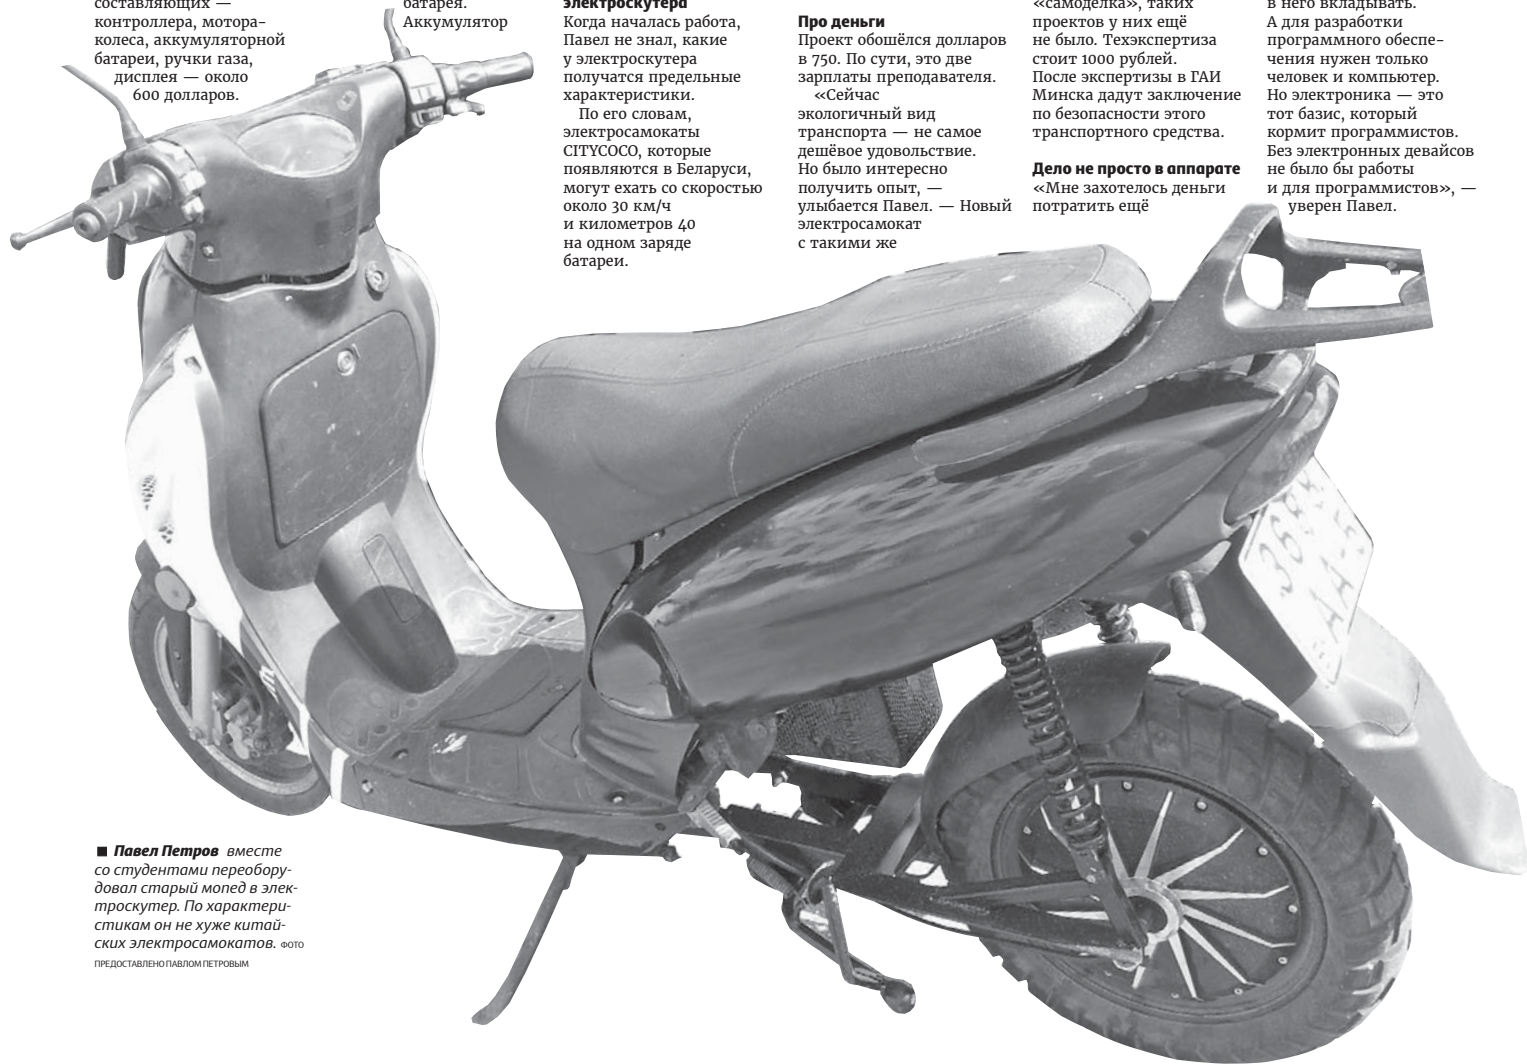 составляющих —
контроллера, мотора-
колеса, аккумуляторной
батареи, ручки газа,
дисплея — около
600 долларов.
батарея.
Аккумулятор
электроскутера
Когда началась работа,
Павел не знал, какие
у электроскутера
получатся предельные
характеристики.
По его словам,
электросамокаты
CITYCOCO, которые
появляются в Беларуси,
могут ехать со скоростью
около 30 км/ч
и километров 40
на одном заряде
батареи.
Про деньги
Проект обошёлся долларов
в 750. По сути, это две
зарплаты преподавателя.
«Сейчас
экологичный вид
транспорта — не самое
дешёвое удовольствие.
Но было интересно
получить опыт, —
улыбается Павел. — Новый
электросамокат
с такими же
«самоделка», таких
проектов у них ещё
не было. Техэкспертиза
стоит 1000 рублей.
После экспертизы в ГАИ
Минска дадут заключение
по безопасности этого
транспортного средства.
Дело не просто в аппарате
«Мне захотелось деньги
потратить ещё
в него вкладывать.
А для разработки
программного обеспе-
чения нужен только
человек и компьютер.
Но электроника — это
тот базис, который
кормит программистов.
Без электронных девайсов
не было бы работы
и для программистов», —
уверен Павел.
■ Павел Петров вместе
со студентами переобору-
довал старый мопед в элек-
троскутер. По характери-
стикам он не хуже китай-
ских электросамокатов. ФОТО
ПРЕДОСТАВЛЕНО ПАВЛОМ ПЕТРОВЫМ